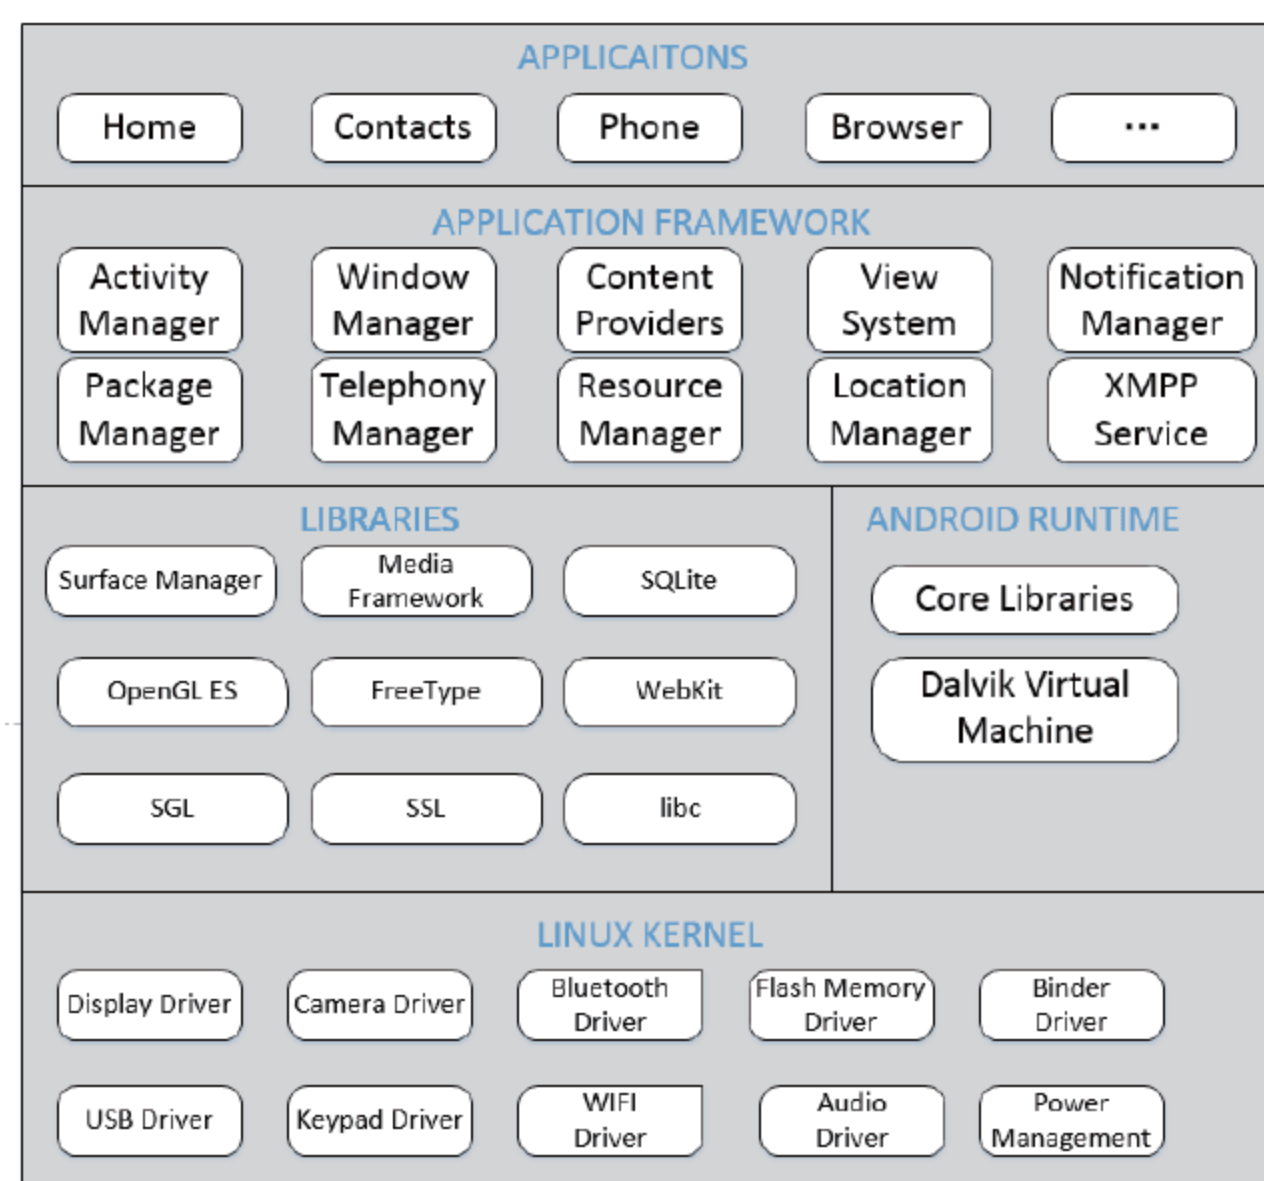 APPLICAITONS
Home
Contacts
Phone
Browser
...
APPLICATION FRAMEWORK
Activity
Manager
Window
Manager
Content
Providers
View
System
Notification
Manager
Package
Manager
Telephony
Manager
Resource
Manager
Location
Manager
XMPP
Service
LIBRARIES
Surface Manager
Media
Framework
SQLite
OpenGL ES
FreeType
WebKit
SGL
SSL
libc
ANDROID RUNTIME
Core Libraries
Dalvik Virtual
Machine
LINUX KERNEL
Display Driver
Camera Driver
Bluetooth
Driver
Flash Memory
Driver
Binder
Driver
USB Driver
Keypad Driver
WIFI
Driver
Audio
Driver
Power
Management